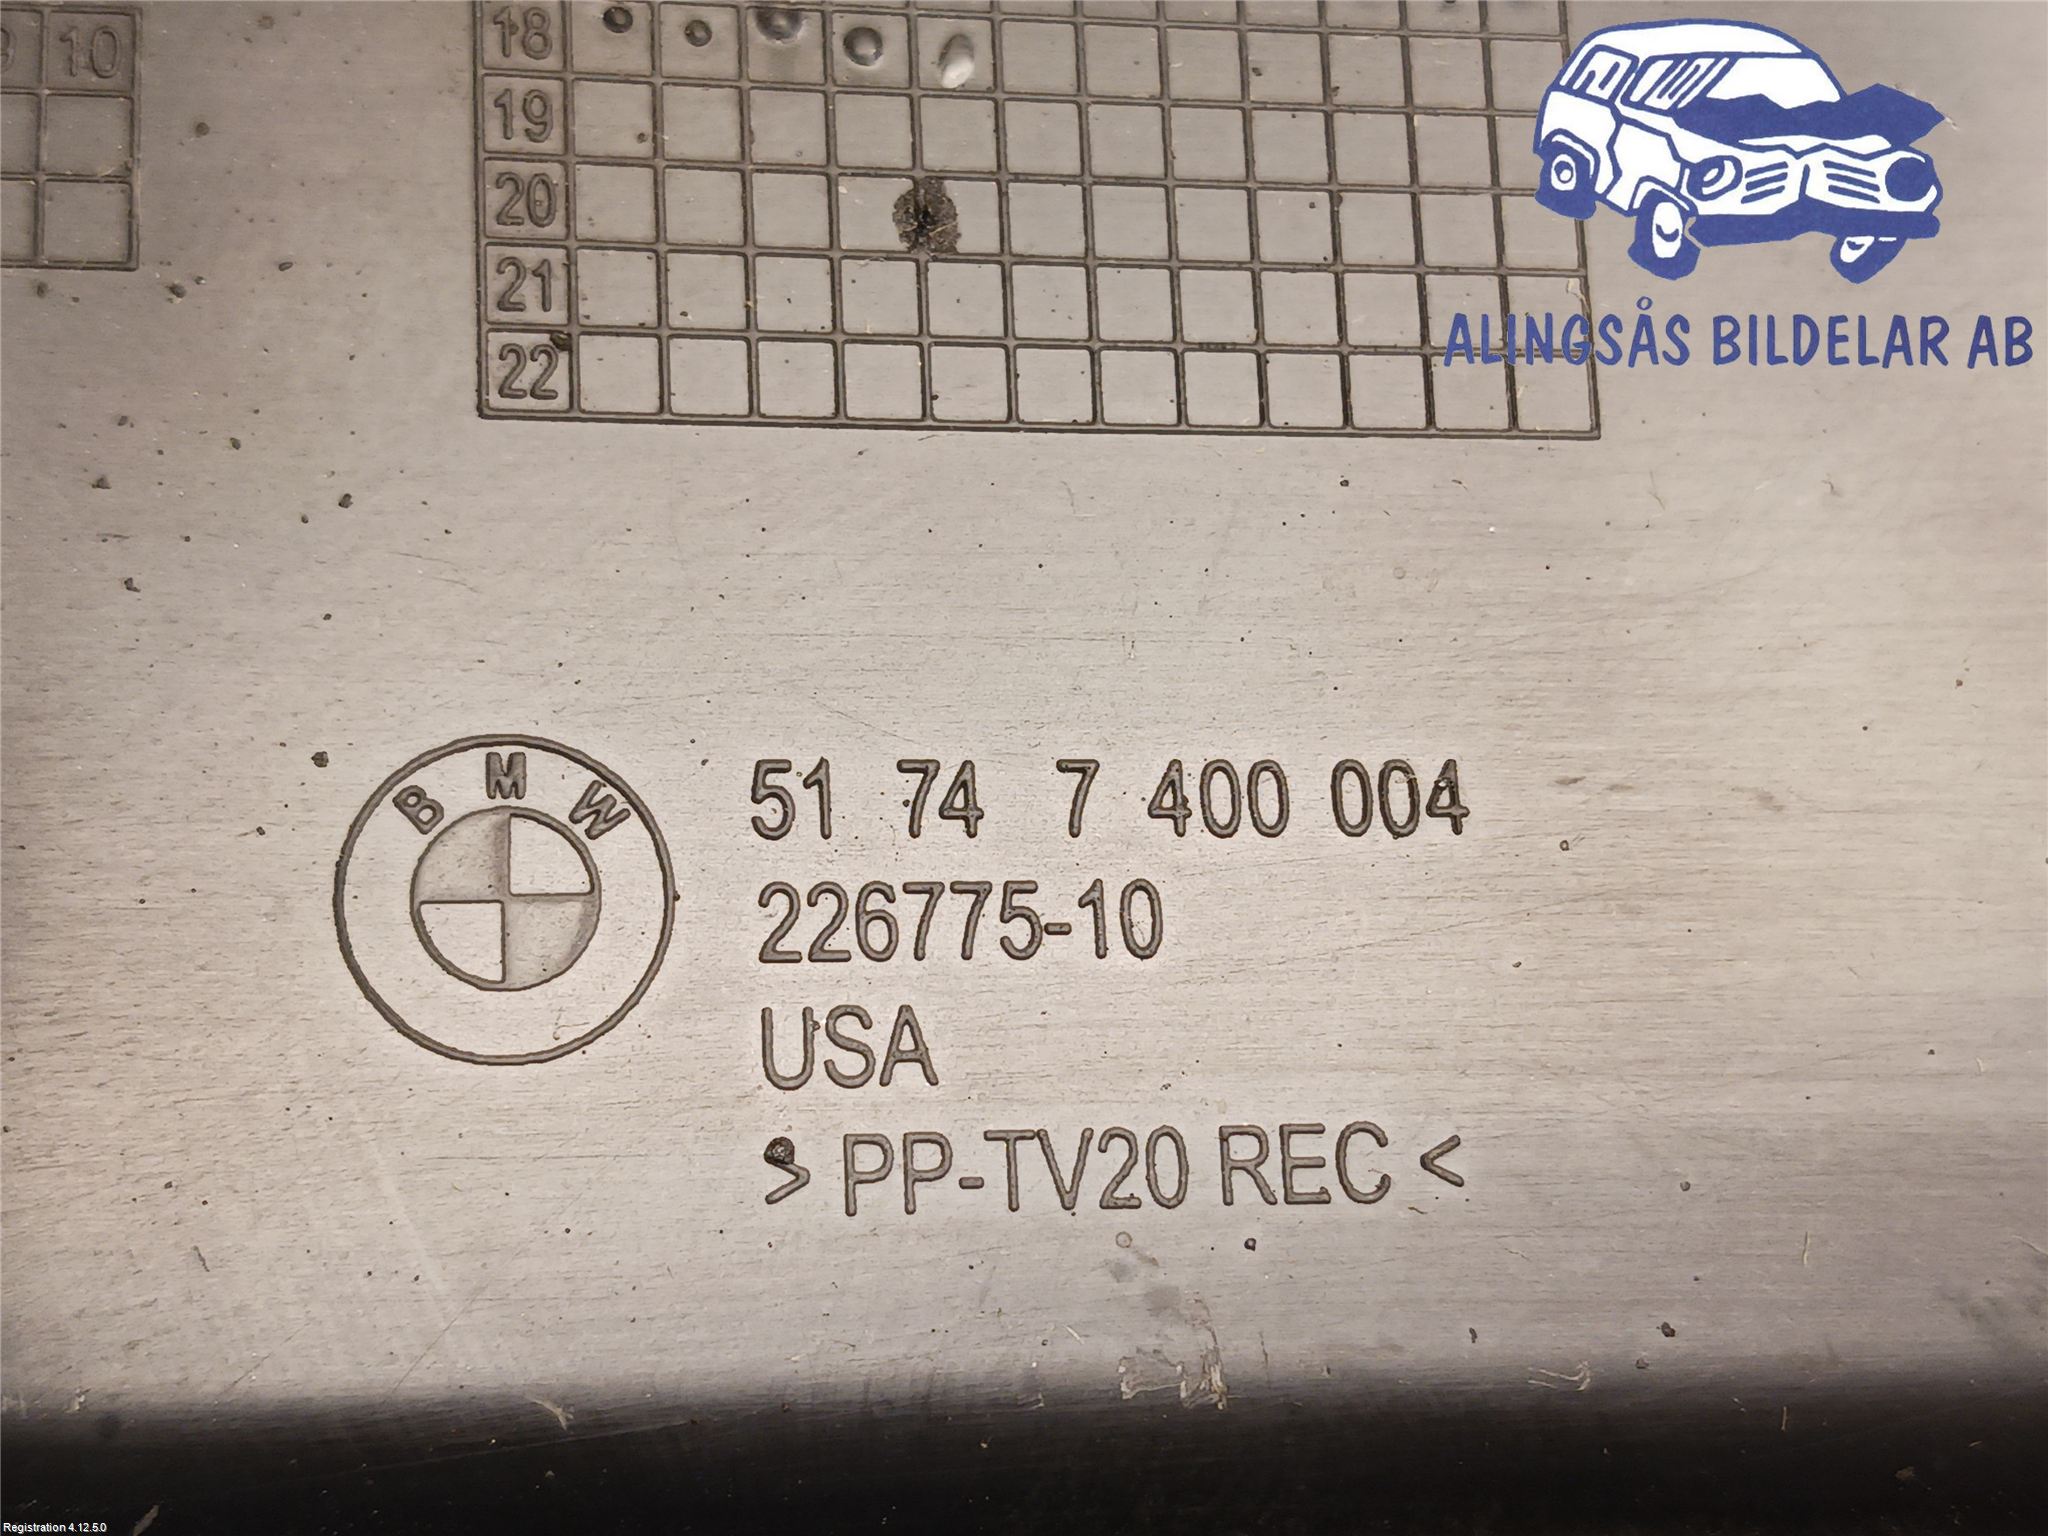 9 10
18
19
20
21
22
ALINGSÅS BILDELAR AB
B M W
51 74 7 400 004
226775-10
USA
> PP-TV20 REC <
Registration 4.12.5.0